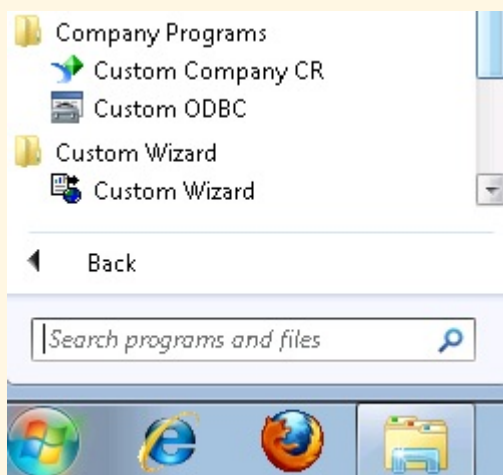 Company Programs
Custom Company CR
Custom ODBC
Custom Wizard
Custom Wizard
Back
Search programs and files